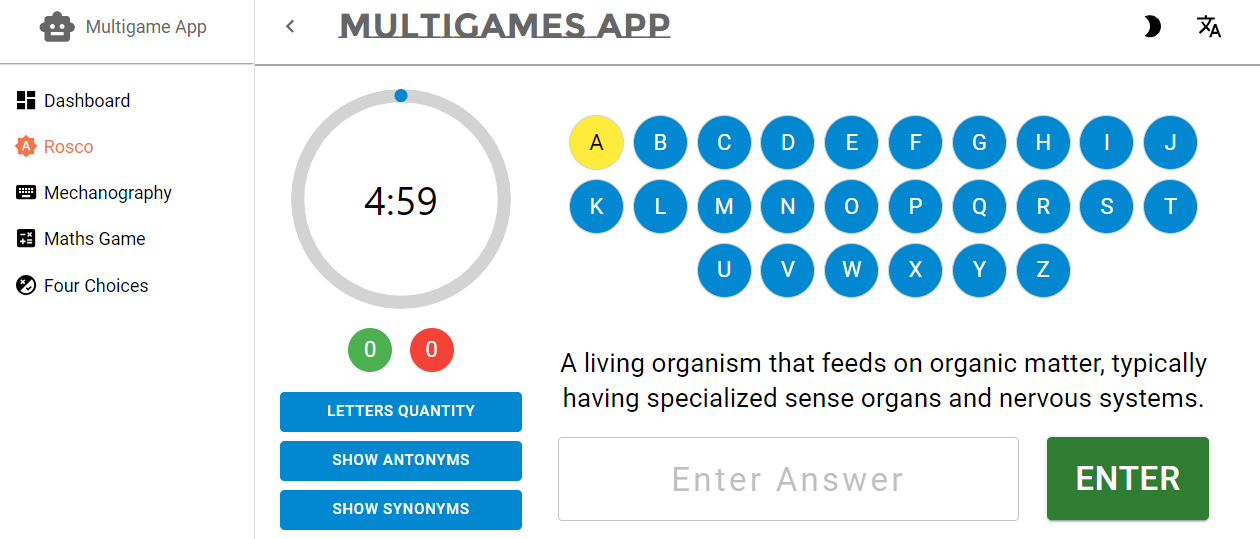 Multigame App
Dashboard
Rosco
Mechanography
Maths Game
Four Choices
MULTIGAMES APP
4:59
0 0
LETTERS QUANTITY
SHOW ANTONYMS
SHOW SYNONYMS
A B C D E F G H I J
K L M N O P Q R S T
U V W X Y Z
A living organism that feeds on organic matter, typically
having specialized sense organs and nervous systems.
Enter Answer
ENTER